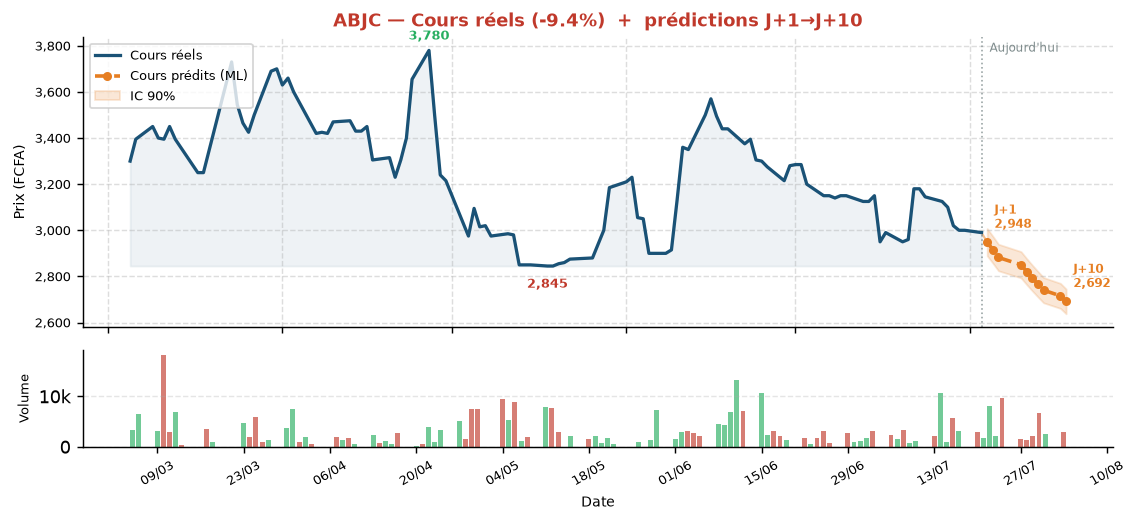 ABJC — Cours réels (-9.4%)  +  prédictions J+1→J+10
3,780
Aujourd'hui
Cours réels
Cours prédits (ML)
IC 90%
3,800
3,600
3,400
3,200
3,000
2,800
2,600
Prix (FCFA)
J+1
2,948
J+10
2,692
2,845
Volume
10k
0
09/03
23/03
06/04
20/04
04/05
18/05
01/06
15/06
29/06
13/07
27/07
10/08
Date